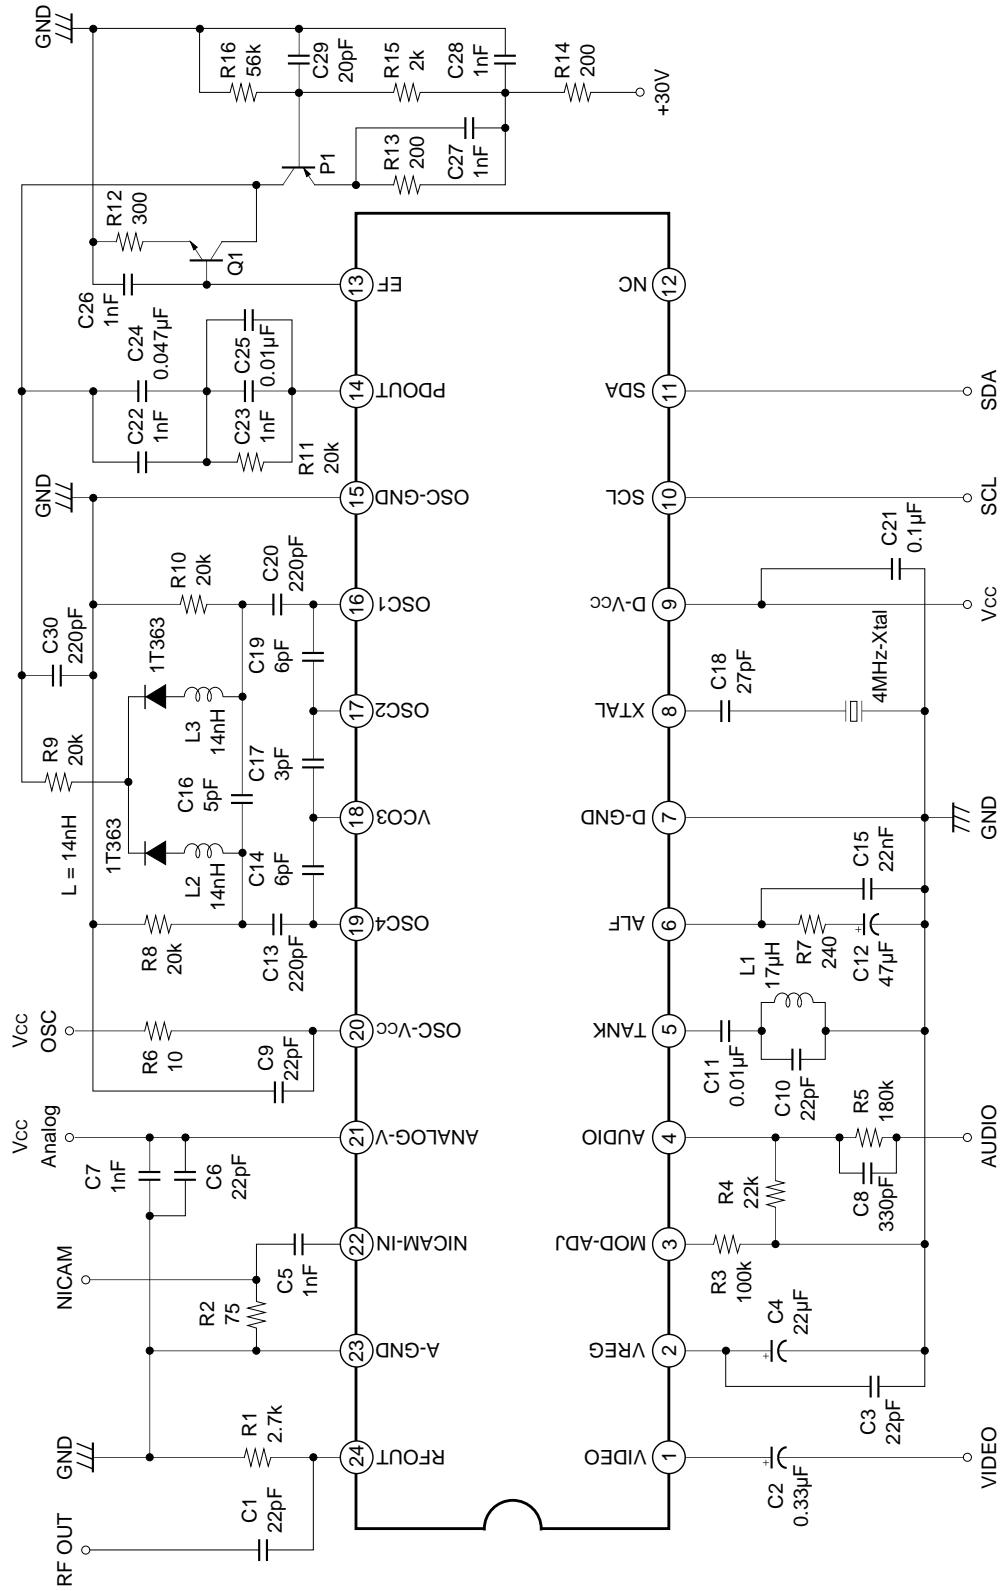 RF OUT
GND
NICAM
Vcc
Analog
Vcc
OSC
GND
GND
C1
22pF
R1
2.7k
R2
75
C5
1nF
C7
1nF
C6
22pF
R6
10
C9
22pF
R8
20k
C13
220pF
L = 14nH
1T363
L2
14nH
C14
6pF
R9
20k
C16
5pF
C17
3pF
L3
14nH
1T363
C30
220pF
C19
6pF
R10
20k
C20
220pF
C22
1nF
C24
0.047µF
C23
1nF
C25
0.01µF
R11
20k
C26
1nF
R12
300
Q1
P1
R16
56k
C29
20pF
R15
2k
C28
1nF
R13
200
C27
1nF
R14
200
+30V
24
RFOUT
23
A-GND
22
NICAM-IN
21
ANALOG-V
20
OSC-Vcc
19
OSC4
18
VCO3
17
OSC2
16
OSC1
15
OSC-GND
14
PDOUT
13
EF
VIDEO
1
VREG
2
MOD-ADJ
3
AUDIO
4
TANK
5
ALF
6
D-GND
7
XTAL
8
D-Vcc
9
SCL
10
SDA
11
NC
12
C2
0.33µF
C3
22pF
C4
22µF
R3
100k
R4
22k
C8
330pF
R5
180k
C11
0.01µF
C10
22pF
L1
17µH
R7
240
C12
47µF
C15
22nF
C18
27pF
4MHz-Xtal
C21
0.1µF
VIDEO
AUDIO
GND
Vcc
SCL
SDA